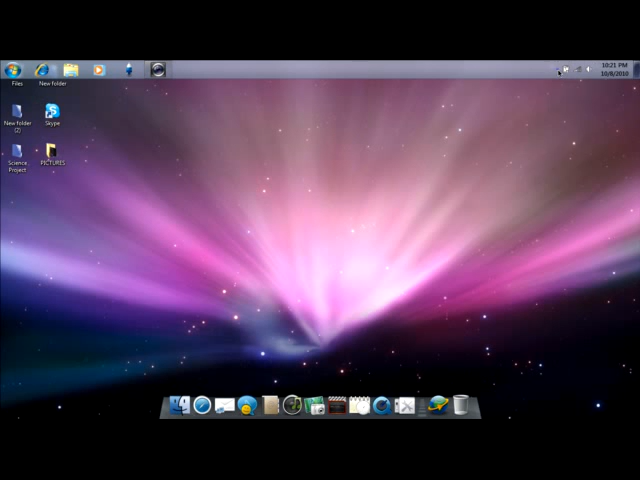 10:21 PM
10/8/2010
Files
New folder
New folder
(2)
Skype
Science
Project
PICTURES